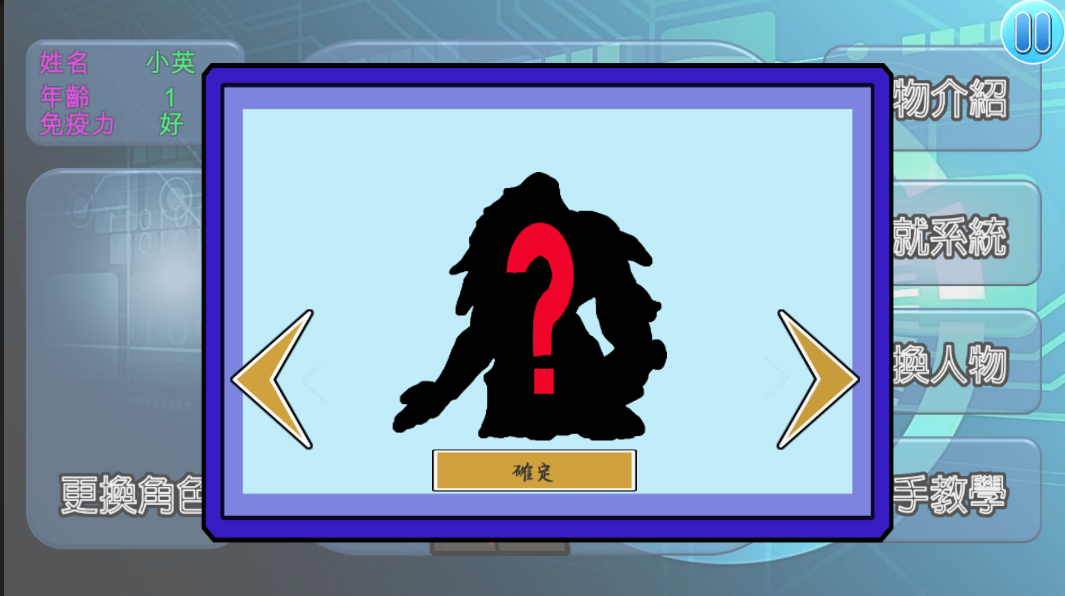 姓名 小英
年齡 1
免疫力 好
物介紹
就系統
換人物
手教學
更換角色
?
確定